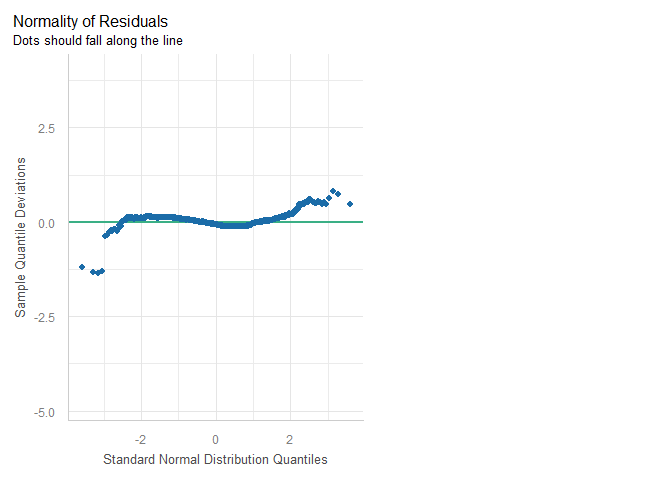 Normality of Residuals
Dots should fall along the line
Sample Quantile Deviations
2.5
0.0
-2.5
-5.0
-2 0 2
Standard Normal Distribution Quantiles